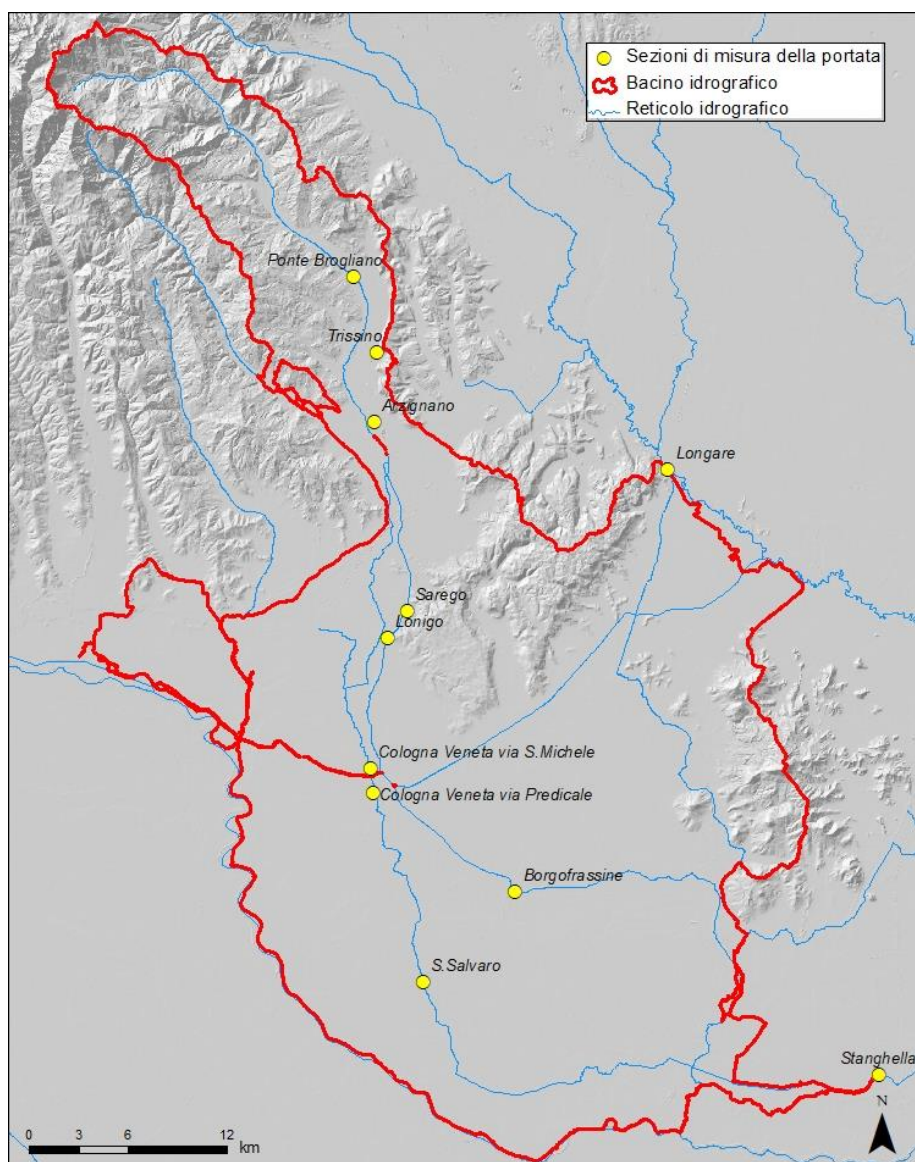 Sezioni di misura della portata
Bacino idrografico
Reticolo idrografico
Ponte Brogliano
Trissino
Arzignano
Longare
Sarego
Lonigo
Cologna Veneta via S.Michele
Cologna Veneta via Predicale
Borgofrassine
S.Salvaro
Stanghella
N
0 3 6 12
km